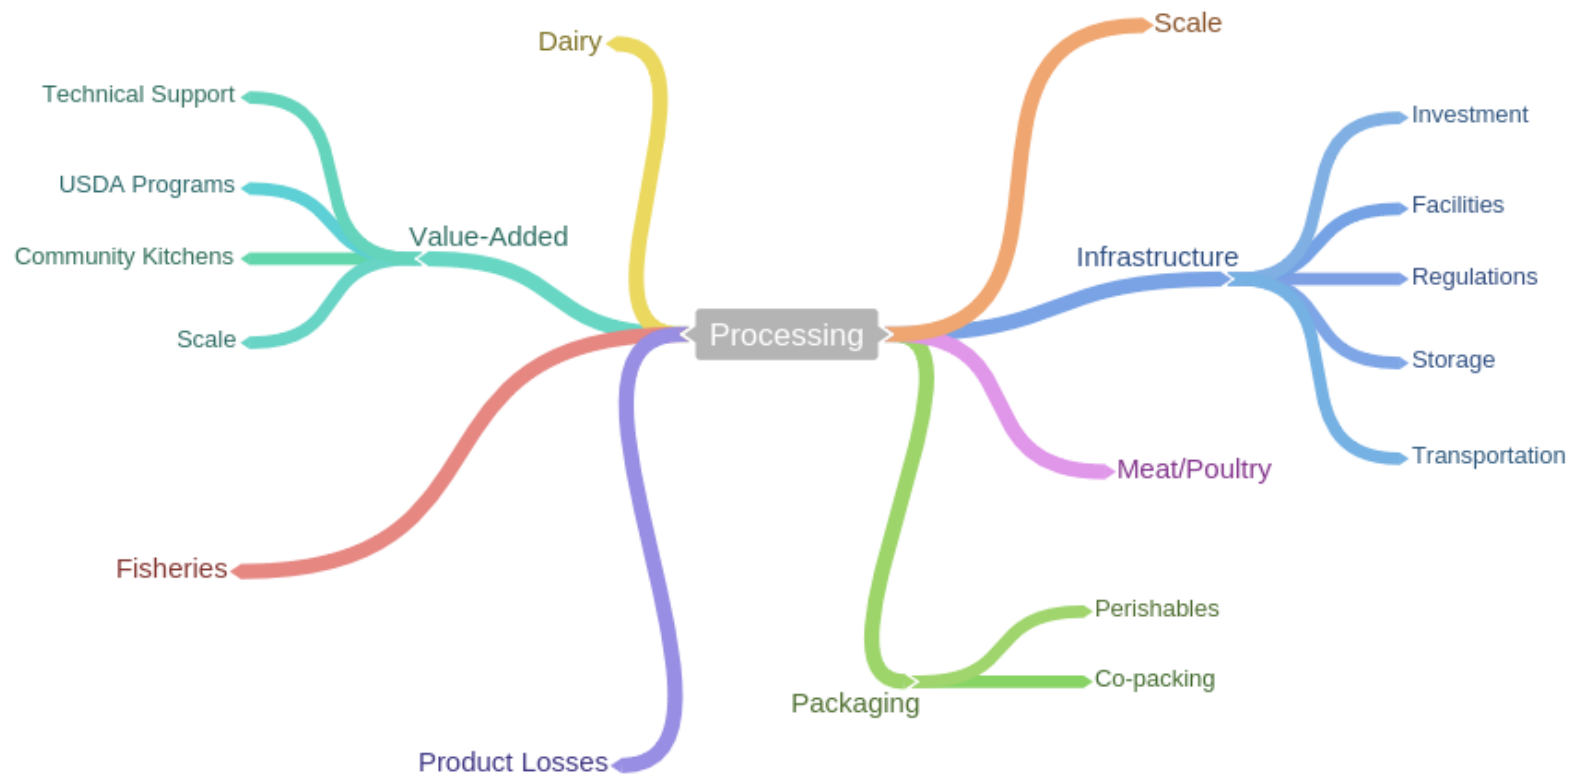 Scale
Dairy
Technical Support
Investment
USDA Programs
Facilities
Value-Added
Community Kitchens
Infrastructure
Regulations
Processing
Scale
Storage
Transportation
Meat/Poultry
Fisheries
Perishables
Co-packing
Packaging
Product Losses